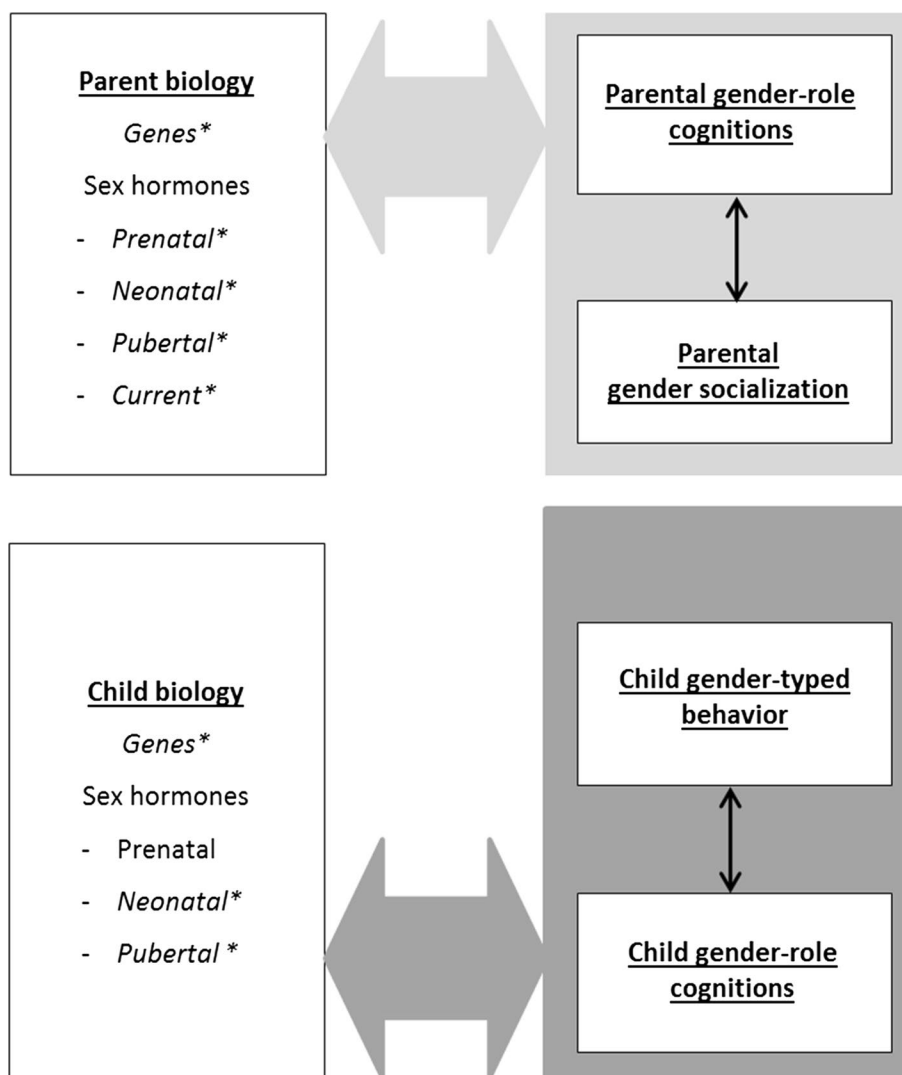 Parent biology
Genes*
Sex hormones
- Prenatal*
- Neonatal*
- Pubertal*
- Current*
Parental gender-role
cognitions
Parental
gender socialization
Child biology
Genes*
Sex hormones
- Prenatal
- Neonatal*
- Pubertal *
Child gender-typed
behavior
Child gender-role
cognitions